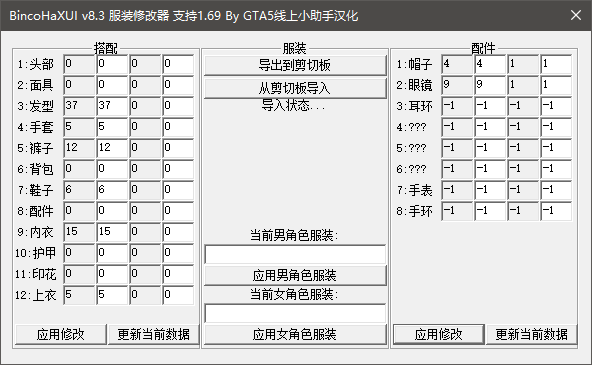 BincoHaXUI v8.3 服装修改器 支持1.69 By GTA5线上小助手汉化
搭配
1:头部 0 0 0 0
2:面具 0 0 0 0
3:发型 37 37 0 0
4:手套 5 5 0 0
5:裤子 12 12 0 0
6:背包 0 0 0 0
7:鞋子 6 6 0 0
8:配件 0 0 0 0
9:内衣 15 15 0 0
10:护甲 0 0 0 0
11:印花 0 0 0 0
12:上衣 5 5 0 0
应用修改 更新当前数据
服装
导出到剪切板
从剪切板导入
导入状态...
当前男角色服装:
应用男角色服装
当前女角色服装:
应用女角色服装
配件
1:帽子 4 4 1 1
2:眼镜 9 9 1 1
3:耳环 -1 -1 -1 -1
4:??? -1 -1 -1 -1
5:??? -1 -1 -1 -1
6:??? -1 -1 -1 -1
7:手表 -1 -1 -1 -1
8:手环 -1 -1 -1 -1
应用修改 更新当前数据